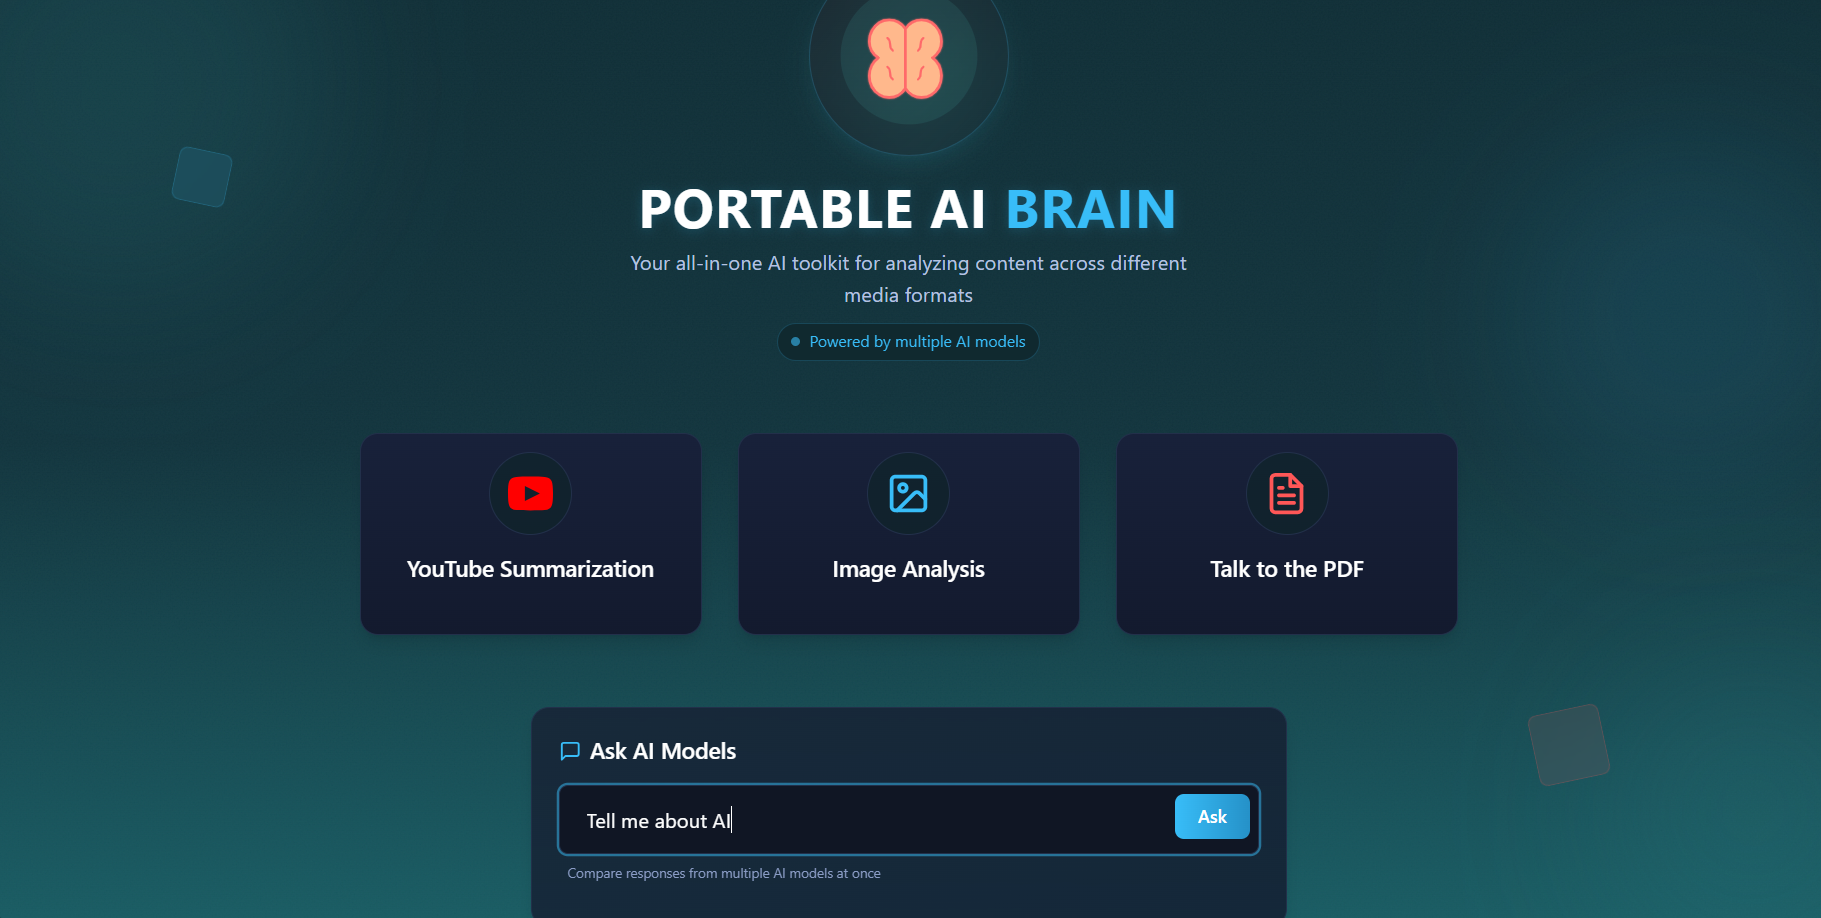 PORTABLE AI BRAIN
Your all-in-one AI toolkit for analyzing content across different
media formats
Powered by multiple AI models
YouTube Summarization
Image Analysis
Talk to the PDF
Ask AI Models
Tell me about AI
Ask
Compare responses from multiple AI models at once